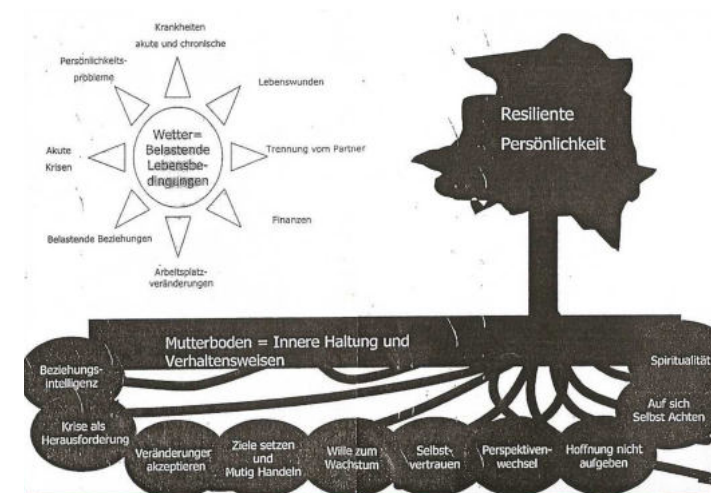 Krankheiten
akute und chronische
Persönlichkeits-
probleme
Lebenswunden
Wetter=
Belastende
Lebensbe-
dingungen
Akute
Krisen
Trennung vom Partner
Finanzen
Belastende Beziehungen
Arbeitsplatz-
veränderungen
Resiliente
Persönlichkeit
Mutterboden = Innere Haltung und
Verhaltensweisen
Beziehungs-
intelligenz
Spiritualität
Krise als
Herausforderung
Auf sich
Selbst Achten
Veränderunger
akzeptieren
Ziele setzen
und
Mutig Handeln
Wille zum
Wachstum
Selbst-
vertrauen
Perspektiven-
wechsel
Hoffnung nicht
aufgeben